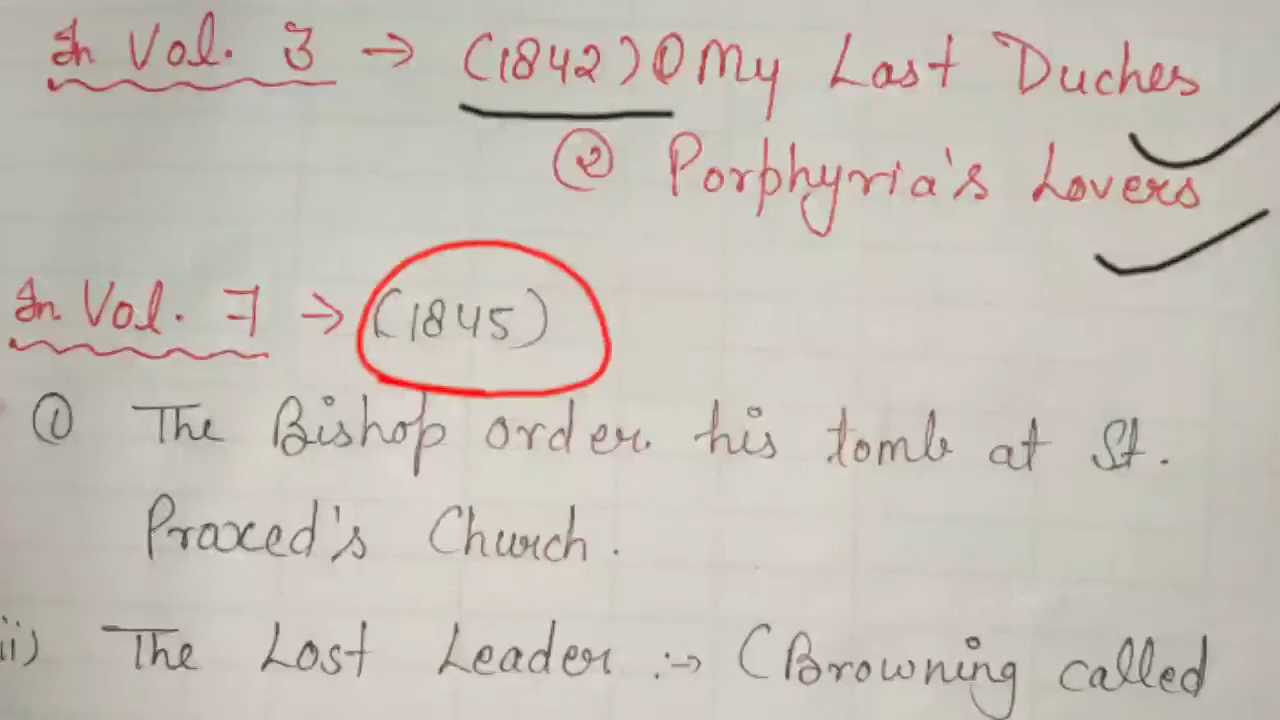 In Vol. 3 → (1842) ① My Last Duches
② Porphyria's Lovers
In Vol. 7 → (1845)
① The Bishop order his tomb at St.
Praxed's Church.
ii) The Lost Leader :→ (Browning called